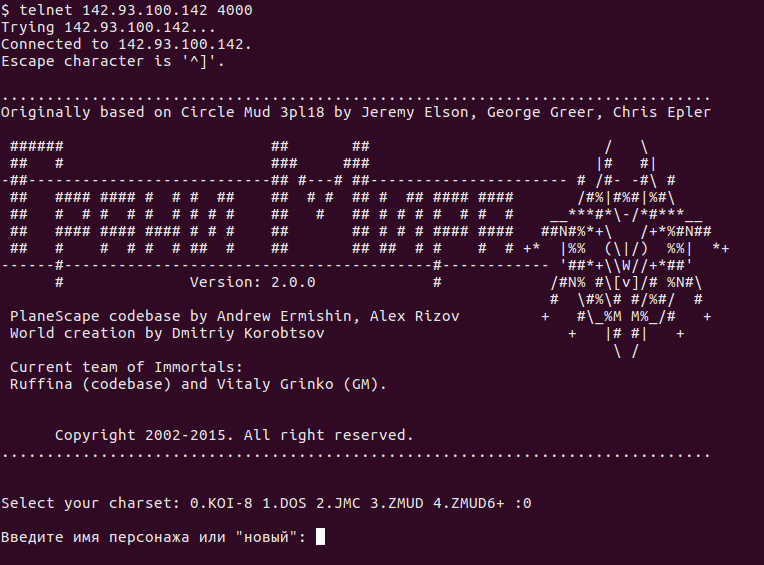 $ telnet 142.93.100.142 4000
Trying 142.93.100.142...
Connected to 142.93.100.142.
Escape character is '^]'.
...............................................................................
Originally based on Circle Mud 3pl18 by Jeremy Elson, George Greer, Chris Epler
Version: 2.0.0
PlaneScape codebase by Andrew Ermishin, Alex Rizov
World creation by Dmitriy Korobtsov
Current team of Immortals:
Ruffina (codebase) and Vitaly Grinko (GM).
Copyright 2002-2015. All right reserved.
...............................................................................
Select your charset: 0.KOI-8 1.DOS 2.JMC 3.ZMUD 4.ZMUD6+ :0
Введите имя персонажа или "новый":